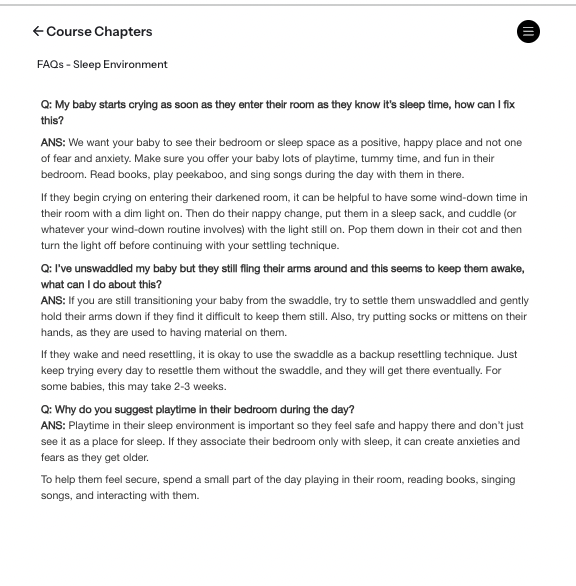 ← Course Chapters
FAQs - Sleep Environment
Q: My baby starts crying as soon as they enter their room as they know it's sleep time, how can I fix
this?
ANS: We want your baby to see their bedroom or sleep space as a positive, happy place and not one
of fear and anxiety. Make sure you offer your baby lots of playtime, tummy time, and fun in their
bedroom. Read books, play peekaboo, and sing songs during the day with them in there.
If they begin crying on entering their darkened room, it can be helpful to have some wind-down time in
their room with a dim light on. Then do their nappy change, put them in a sleep sack, and cuddle (or
whatever your wind-down routine involves) with the light still on. Pop them down in their cot and then
turn the light off before continuing with your settling technique.
Q: I've unswaddled my baby but they still fling their arms around and this seems to keep them awake,
what can I do about this?
ANS: If you are still transitioning your baby from the swaddle, try to settle them unswaddled and gently
hold their arms down if they find it difficult to keep them still. Also, try putting socks or mittens on their
hands, as they are used to having material on them.
If they wake and need resettling, it is okay to use the swaddle as a backup resettling technique. Just
keep trying every day to resettle them without the swaddle, and they will get there eventually. For
some babies, this may take 2-3 weeks.
Q: Why do you suggest playtime in their bedroom during the day?
ANS: Playtime in their sleep environment is important so they feel safe and happy there and don't just
see it as a place for sleep. If they associate their bedroom only with sleep, it can create anxieties and
fears as they get older.
To help them feel secure, spend a small part of the day playing in their room, reading books, singing
songs, and interacting with them.